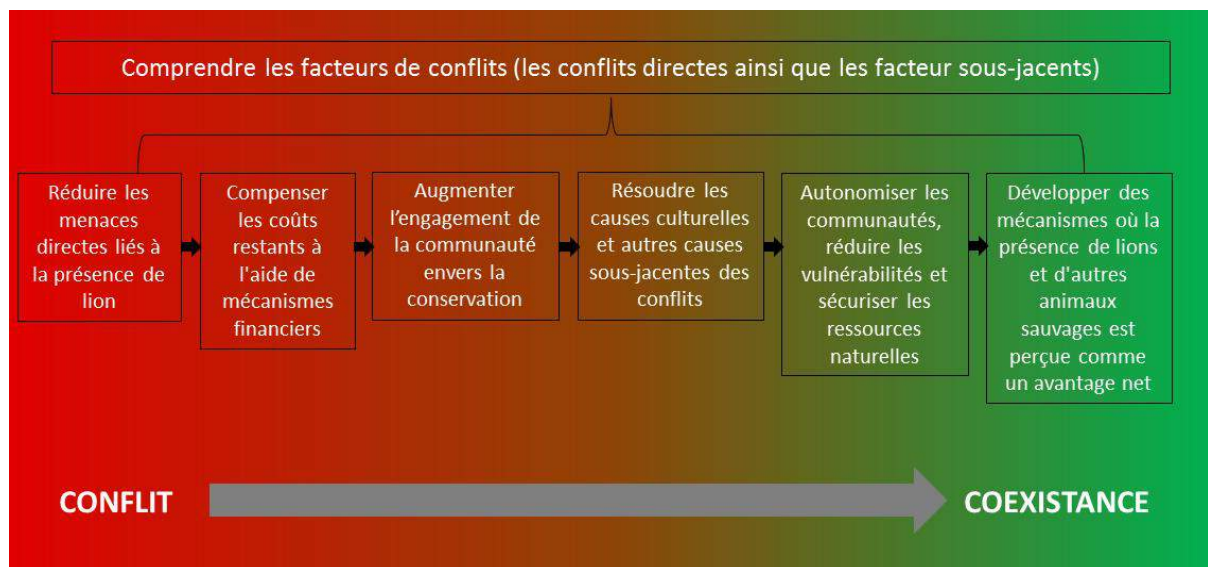 Comprendre les facteurs de conflits (les conflits directes ainsi que les facteur sous-jacents)
Réduire les
menaces
directes liés à
la présence de
lion
Compenser
les coûts
restants à
l'aide de
mécanismes
financiers
Augmenter
l'engagement de
la communauté
envers la
conservation
Résoudre les
causes culturelles
et autres causes
sous-jacentes des
conflits
Autonomiser les
communautés,
réduire les
vulnérabilités et
sécuriser les
ressources
naturelles
Développer des
mécanismes où la
présence de lions
et d'autres
animaux
sauvages est
perçue comme
un avantage net
CONFLIT
COEXISTANCE